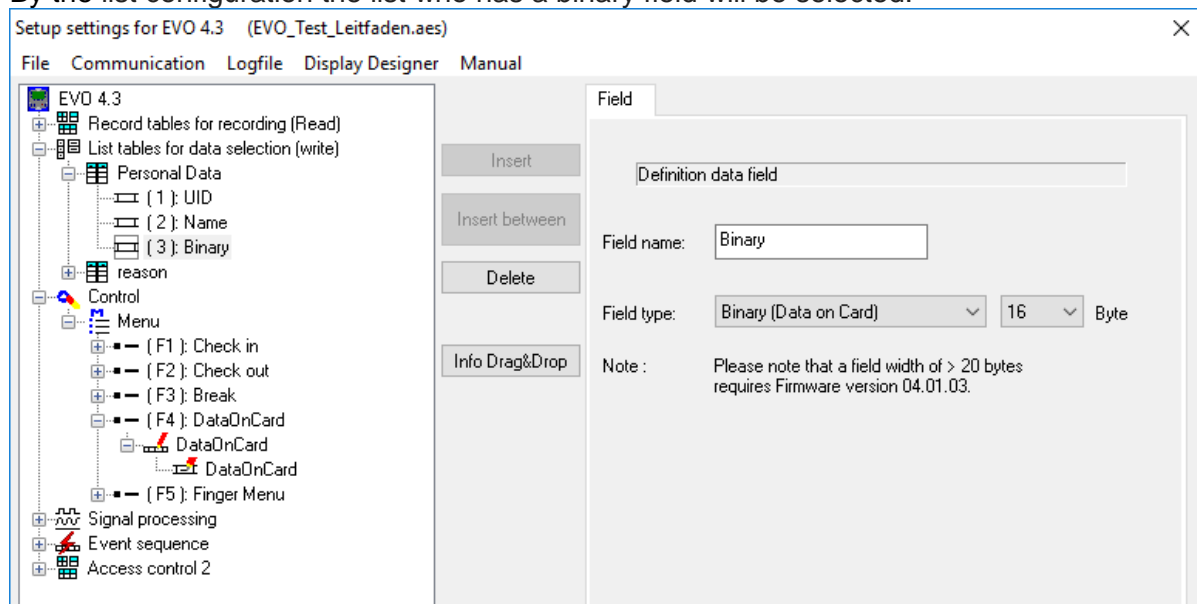 By the list configuration the list who has a binary field will be selected.
Setup settings for EVO 4.3 (EVO_Test_Leitfaden.aes)
File Communication Logfile Display Designer Manual
EVO 4.3
Record tables for recording (Read)
List tables for data selection (write)
Personal Data
( 1 ): UID
( 2 ): Name
( 3 ): Binary
reason
Control
Menu
( F1 ): Check in
( F2 ): Check out
( F3 ): Break
( F4 ): DataOnCard
DataOnCard
DataOnCard
( F5 ): Finger Menu
Signal processing
Event sequence
Access control 2
Insert
Insert between
Delete
Info Drag&Drop
Field
Definition data field
Field name: Binary
Field type: Binary (Data on Card) 16 Byte
Note : Please note that a field width of > 20 bytes
requires Firmware version 04.01.03.